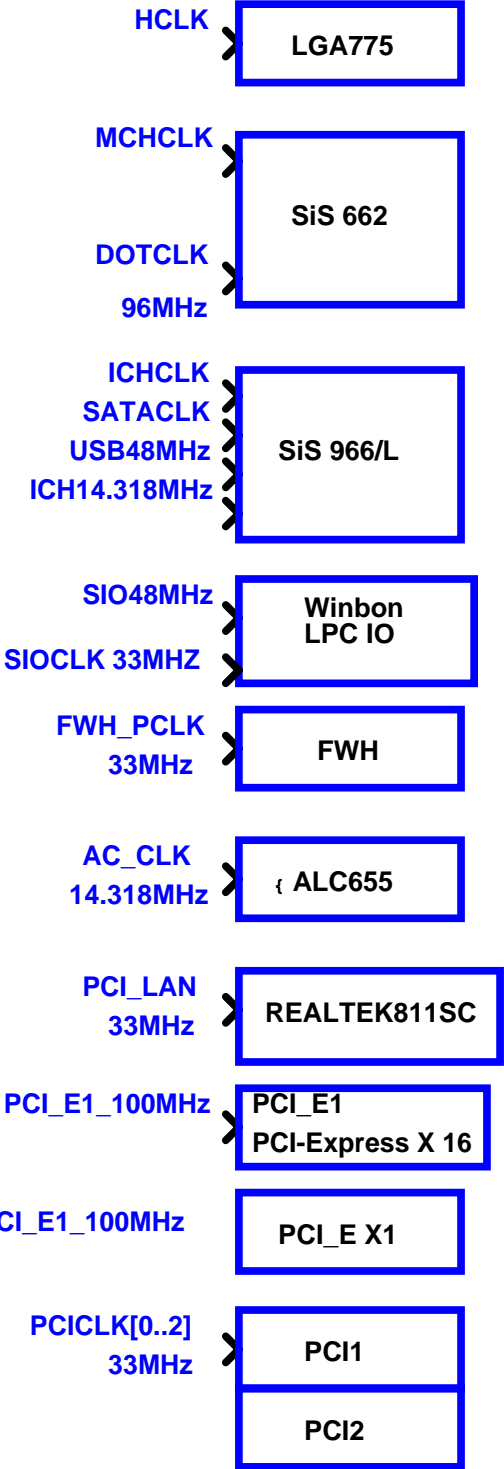 HCLK
LGA775
MCHCLK
SiS 662
DOTCLK
96MHz
ICHCLK
SATACLK
USB48MHz
SiS 966/L
ICH14.318MHz
SIO48MHz
Winbon
LPC IO
SIOCLK 33MHZ
FWH_PCLK
33MHz
FWH
AC_CLK
14.318MHz
{ ALC655
PCI_LAN
33MHz
REALTEK811SC
PCI_E1_100MHz
PCI_E1
PCI-Express X 16
CI_E1_100MHz
PCI_E X1
PCICLK[0..2]
33MHz
PCI1
PCI2